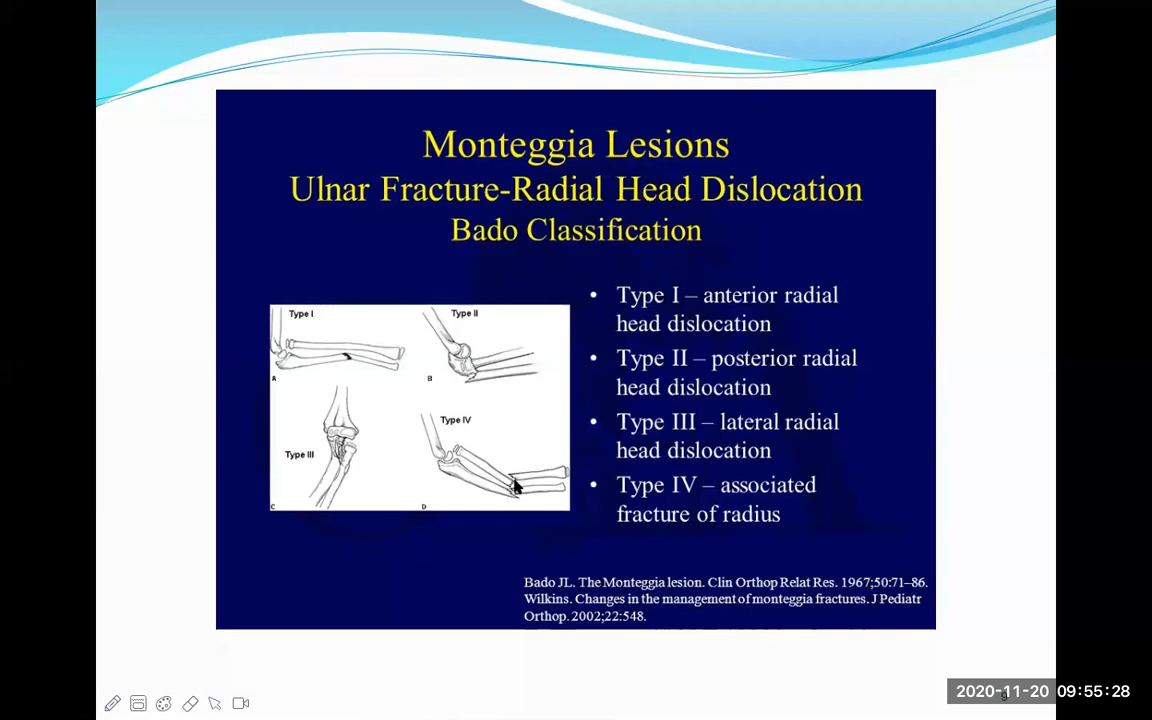 Monteggia Lesions
Ulnar Fracture-Radial Head Dislocation
Bado Classification
Type I
Type II
A
B
Type III
Type IV
C
D
• Type I – anterior radial
head dislocation
• Type II – posterior radial
head dislocation
• Type III – lateral radial
head dislocation
• Type IV – associated
fracture of radius
Bado JL. The Monteggia lesion. Clin Orthop Relat Res. 1967;50:71–86.
Wilkins. Changes in the management of monteggia fractures. J Pediatr
Orthop. 2002;22:548.
2020-11-20 09:55:28